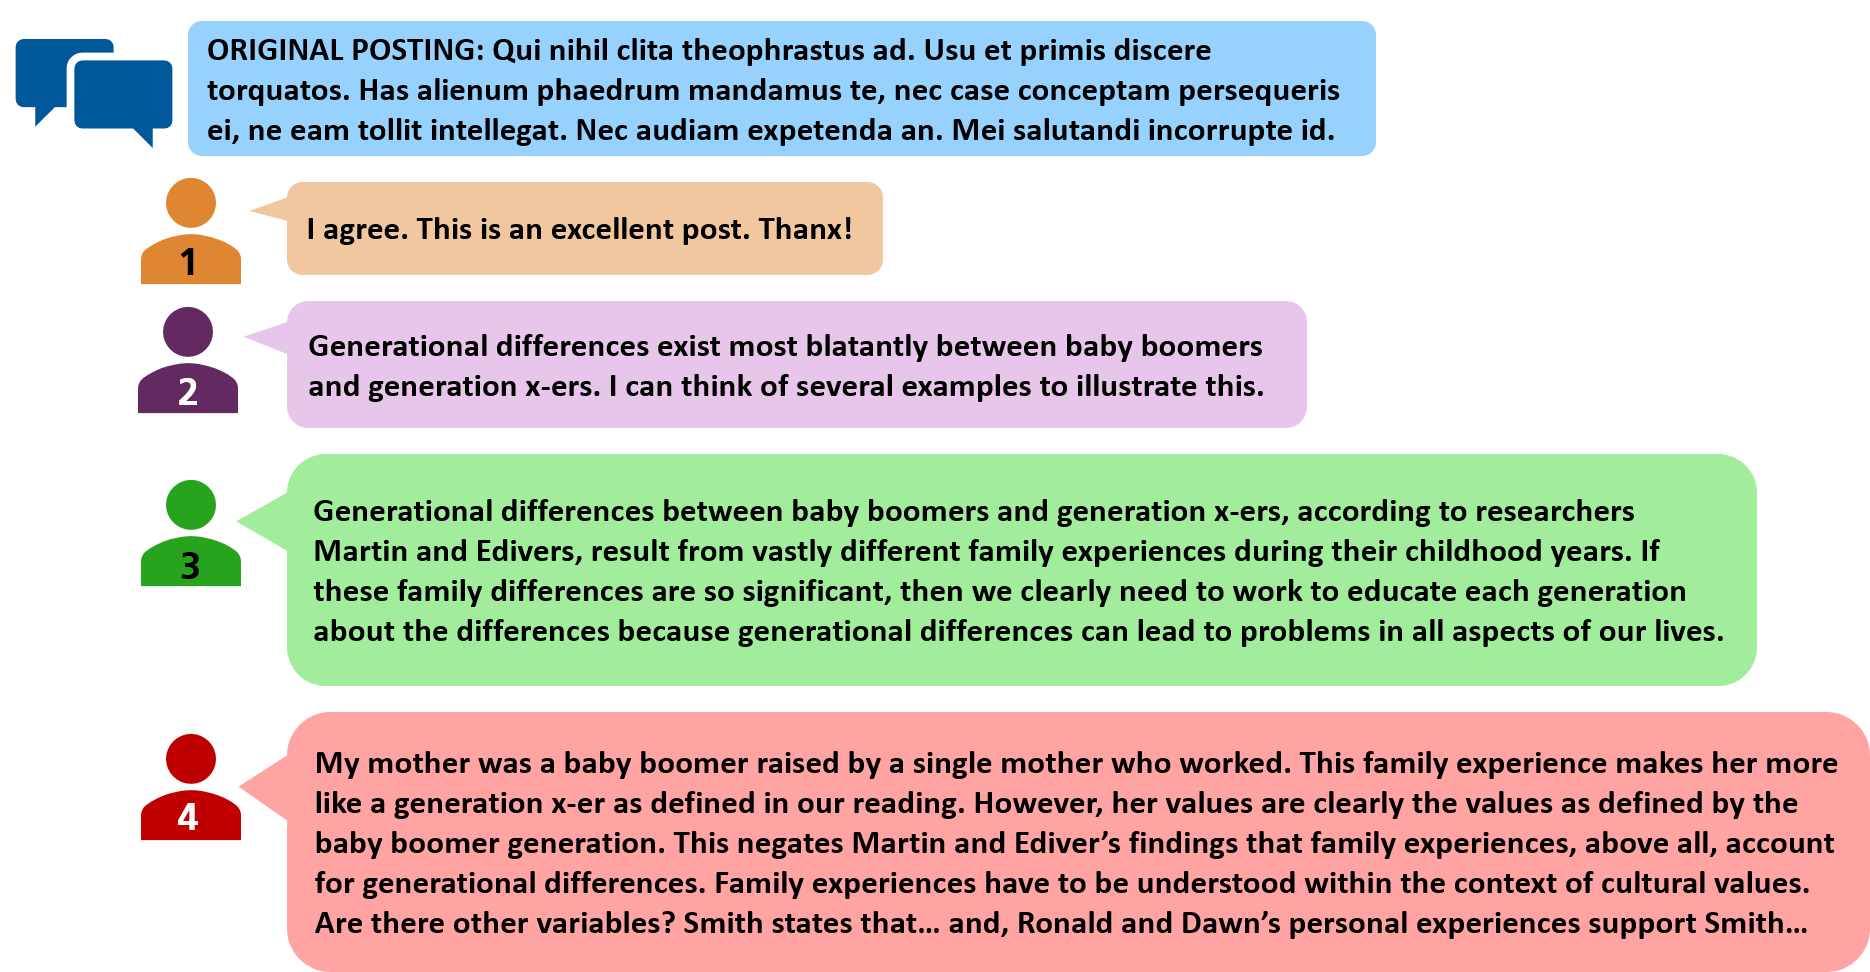 ORIGINAL POSTING: Qui nihil clita theophrastus ad. Usu et primis discere
torquatos. Has alienum phaedrum mandamus te, nec case conceptam persequeris
ei, ne eam tollit intellegat. Nec audiam expetenda an. Mei salutandi incorrupte id.
1
I agree. This is an excellent post. Thanx!
2
Generational differences exist most blatantly between baby boomers
and generation x-ers. I can think of several examples to illustrate this.
3
Generational differences between baby boomers and generation x-ers, according to researchers
Martin and Edivers, result from vastly different family experiences during their childhood years. If
these family differences are so significant, then we clearly need to work to educate each generation
about the differences because generational differences can lead to problems in all aspects of our lives.
4
My mother was a baby boomer raised by a single mother who worked. This family experience makes her more
like a generation x-er as defined in our reading. However, her values are clearly the values as defined by the
baby boomer generation. This negates Martin and Ediver’s findings that family experiences, above all, account
for generational differences. Family experiences have to be understood within the context of cultural values.
Are there other variables? Smith states that… and, Ronald and Dawn’s personal experiences support Smith…